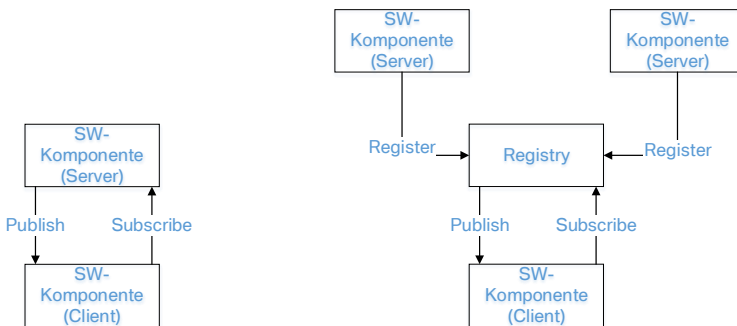 SW-
Komponente
(Server)
SW-
Komponente
(Server)
SW-
Komponente
(Server)
Register
Registry
Register
Publish
Subscribe
Publish
Subscribe
SW-
Komponente
(Client)
SW-
Komponente
(Client)